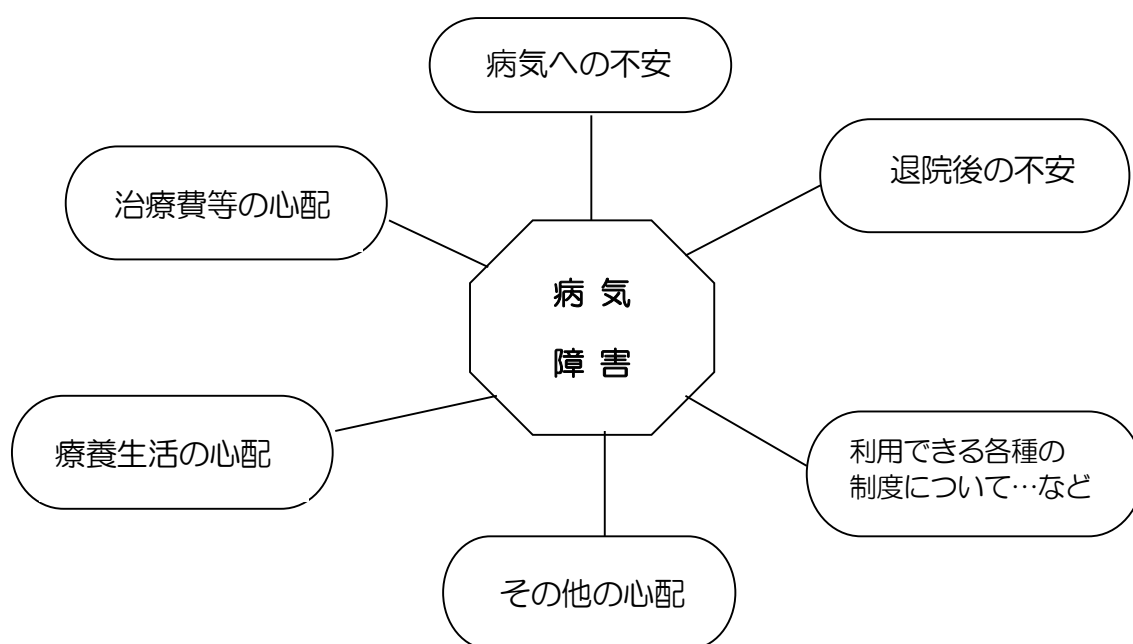 病気への不安
退院後の不安
治療費等の心配
病 気
障 害
療養生活の心配
利用できる各種の
制度について…など
その他の心配